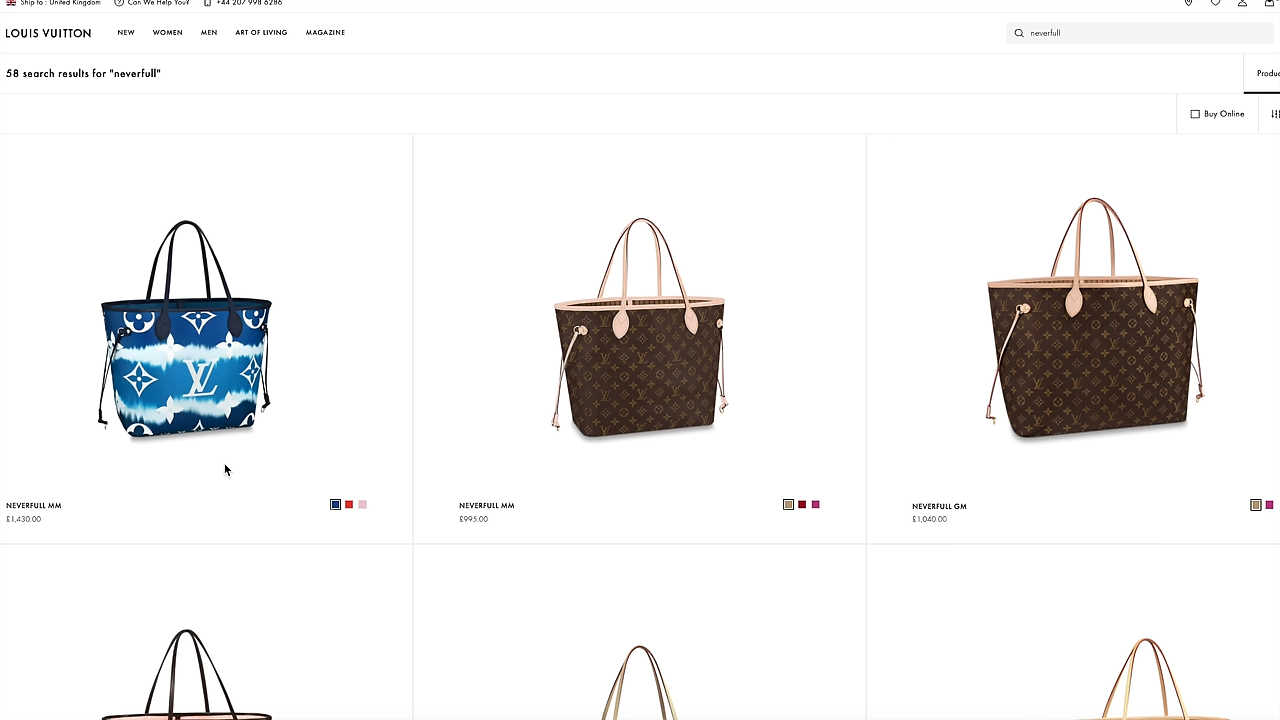 Ship to : United Kingdom Can We Help You? +44 207 998 6286
LOUIS VUITTON NEW WOMEN MEN ART OF LIVING MAGAZINE neverfull
58 search results for "neverfull"
Buy Online
NEVERFULL MM
£1,430.00
NEVERFULL MM
£995.00
NEVERFULL GM
£1,040.00